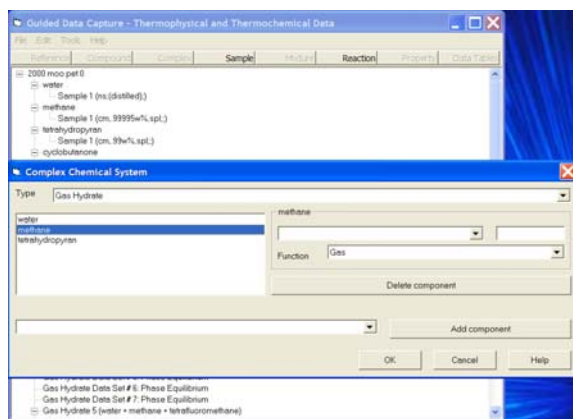 Guided Data Capture - Thermophysical and Thermochemical Data
File Edit Tools Help
Reference Compound Complex Sample Mixture Reaction Property Data Tables
2000 moo pet 0
water
Sample 1 (ns;(distilled);)
methane
Sample 1 (cm, 99995w%,spl;)
tetrahydropyran
Sample 1 (cm, 99w%,spl;)
cyclobutanone
Complex Chemical System
Type Gas Hydrate
water
methane
tetrahydropyran
methane
Function Gas
Delete component
Add component
OK Cancel Help
Gas Hydrate Data Set # 6: Phase Equilibrium
Gas Hydrate Data Set # 7: Phase Equilibrium
Gas Hydrate 5 (water + methane + tetrafluoromethane)